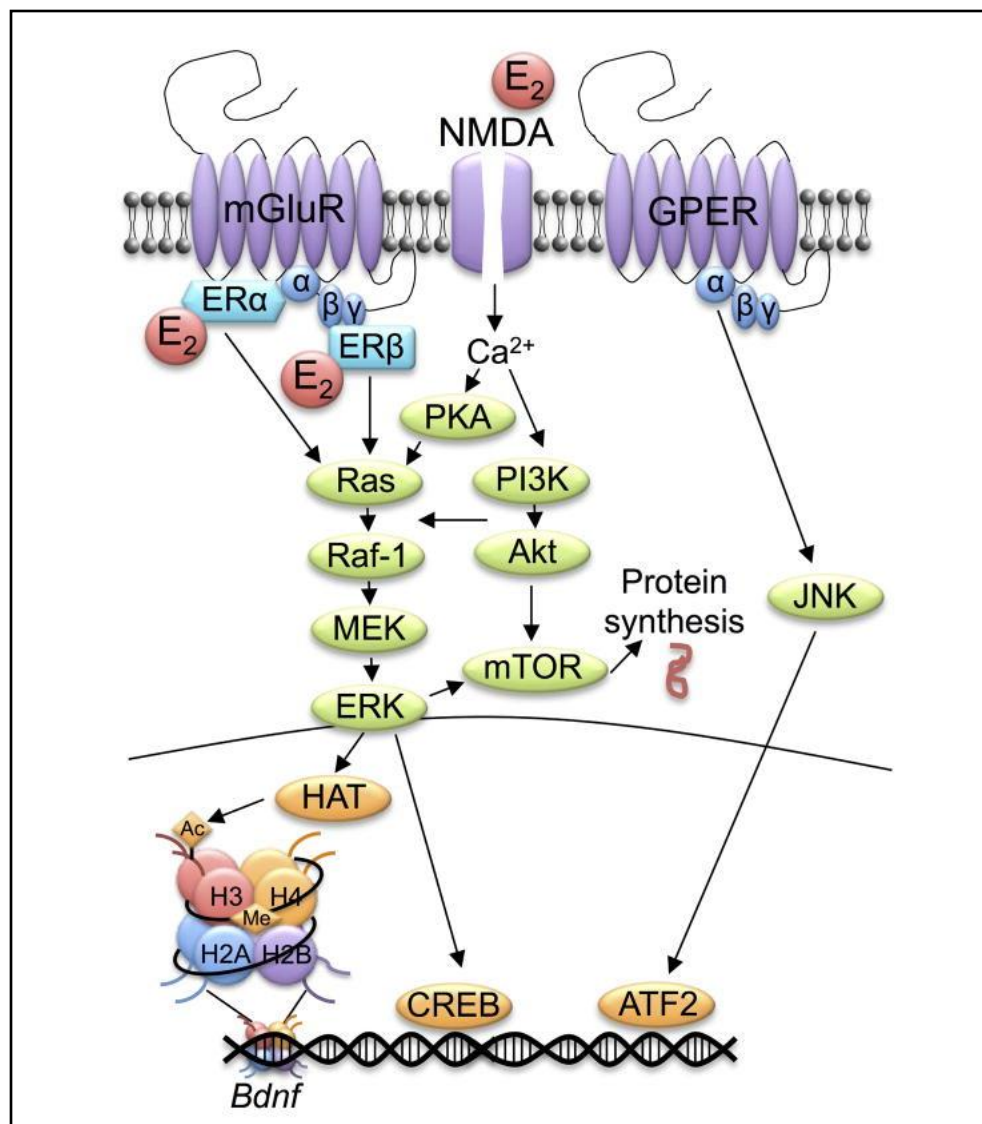 E₂
NMDA
mGluR
GPER
α
β
γ
ERα
E₂
ERβ
E₂
α
β
γ
Ca²⁺
PKA
Ras
PI3K
Raf-1
Akt
MEK
mTOR
Protein
synthesis
JNK
ERK
HAT
Ac
H3
H4
Me
H2A
H2B
CREB
ATF2
Bdnf